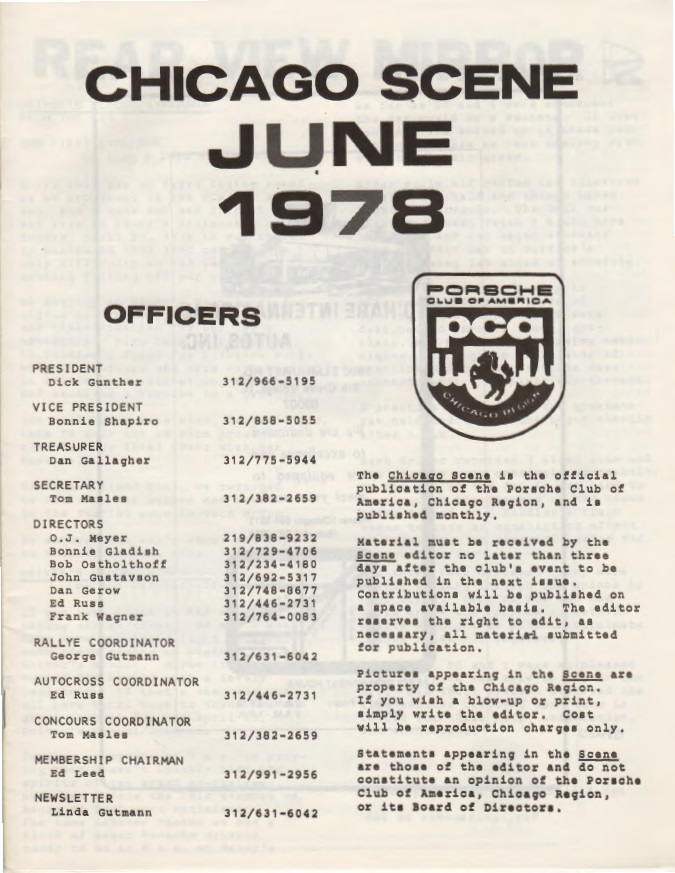 CHICAGO SCENE
JUNE
1978
OFFICERS
PRESIDENT
Dick Gunther 312/966-5195
VICE PRESIDENT
Bonnie Shapiro 312/858-5055
TREASURER
Dan Gallagher 312/775-5944
SECRETARY
Tom Masles 312/382-2659
DIRECTORS
O.J. Meyer 219/838-9232
Bonnie Gladish 312/729-4706
Bob Ostholthoff 312/234-4180
John Gustavson 312/692-5317
Dan Gerow 312/748-8677
Ed Russ 312/446-2731
Frank Wagner 312/764-0083
RALLYE COORDINATOR
George Gutmann 312/631-6042
AUTOCROSS COORDINATOR
Ed Russ 312/446-2731
CONCOURS COORDINATOR
Tom Masles 312/382-2659
MEMBERSHIP CHAIRMAN
Ed Leed 312/991-2956
NEWSLETTER
Linda Gutmann 312/631-6042
PORSCHE
CLUB OF AMERICA
pca
CHICAGO REGION
The Chicago Scene is the official
publication of the Porsche Club of
America, Chicago Region, and is
published monthly.
Material must be received by the
Scene editor no later than three
days after the club's event to be
published in the next issue.
Contributions will be published on
a space available basis. The editor
reserves the right to edit, as
necessary, all material submitted
for publication.
Pictures appearing in the Scene are
property of the Chicago Region.
If you wish a blow-up or print,
simply write the editor. Cost
will be reproduction charges only.
Statements appearing in the Scene
are those of the editor and do not
constitute an opinion of the Porsche
Club of America, Chicago Region,
or its Board of Directors.